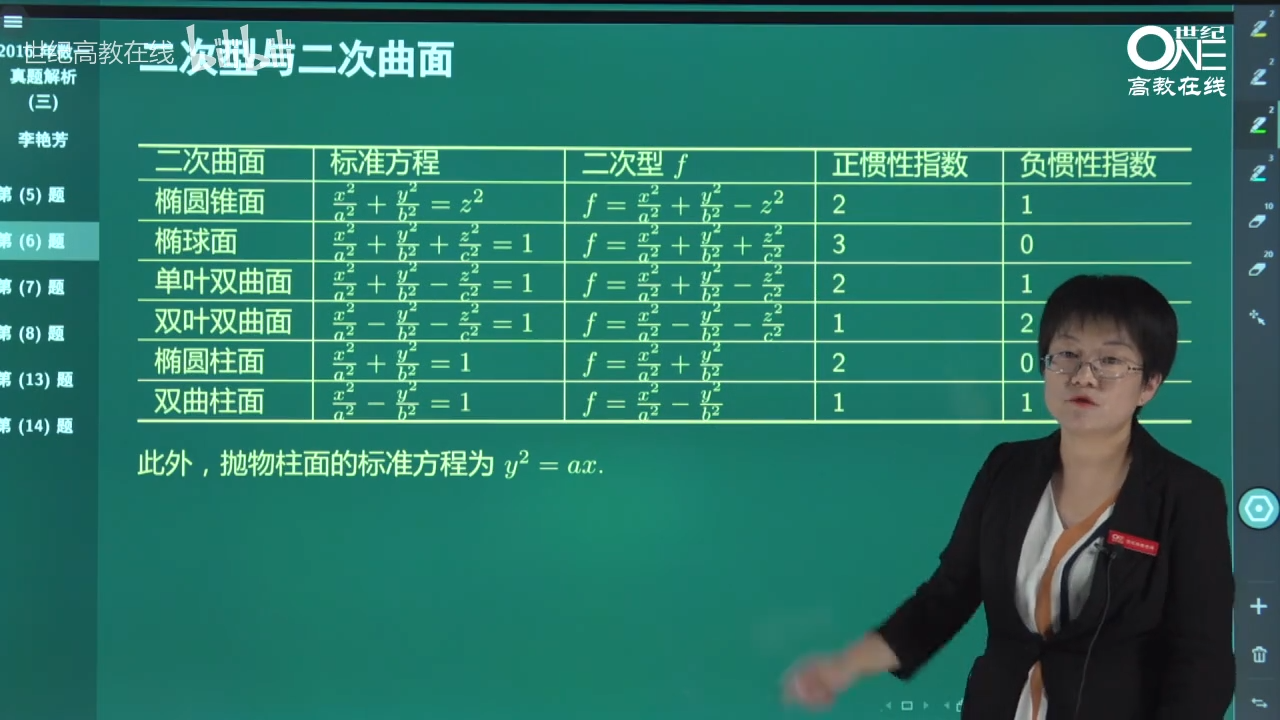 世纪高教在线 bilibili
二次型与二次曲面
世纪
ONE
高教在线
真题解析
(三)
李艳芳
第 (5) 题
第 (6) 题
第 (7) 题
第 (8) 题
第 (13) 题
第 (14) 题
二次曲面 标准方程 二次型 f 正惯性指数 负惯性指数
椭圆锥面 x²/a² + y²/b² = z² f = x²/a² + y²/b² − z² 2 1
椭球面 x²/a² + y²/b² + z²/c² = 1 f = x²/a² + y²/b² + z²/c² 3 0
单叶双曲面 x²/a² + y²/b² − z²/c² = 1 f = x²/a² + y²/b² − z²/c² 2 1
双叶双曲面 x²/a² − y²/b² − z²/c² = 1 f = x²/a² − y²/b² − z²/c² 1 2
椭圆柱面 x²/a² + y²/b² = 1 f = x²/a² + y²/b² 2 0
双曲柱面 x²/a² − y²/b² = 1 f = x²/a² − y²/b² 1 1
此外，抛物柱面的标准方程为 y² = ax.
2
2
2
3
10
20